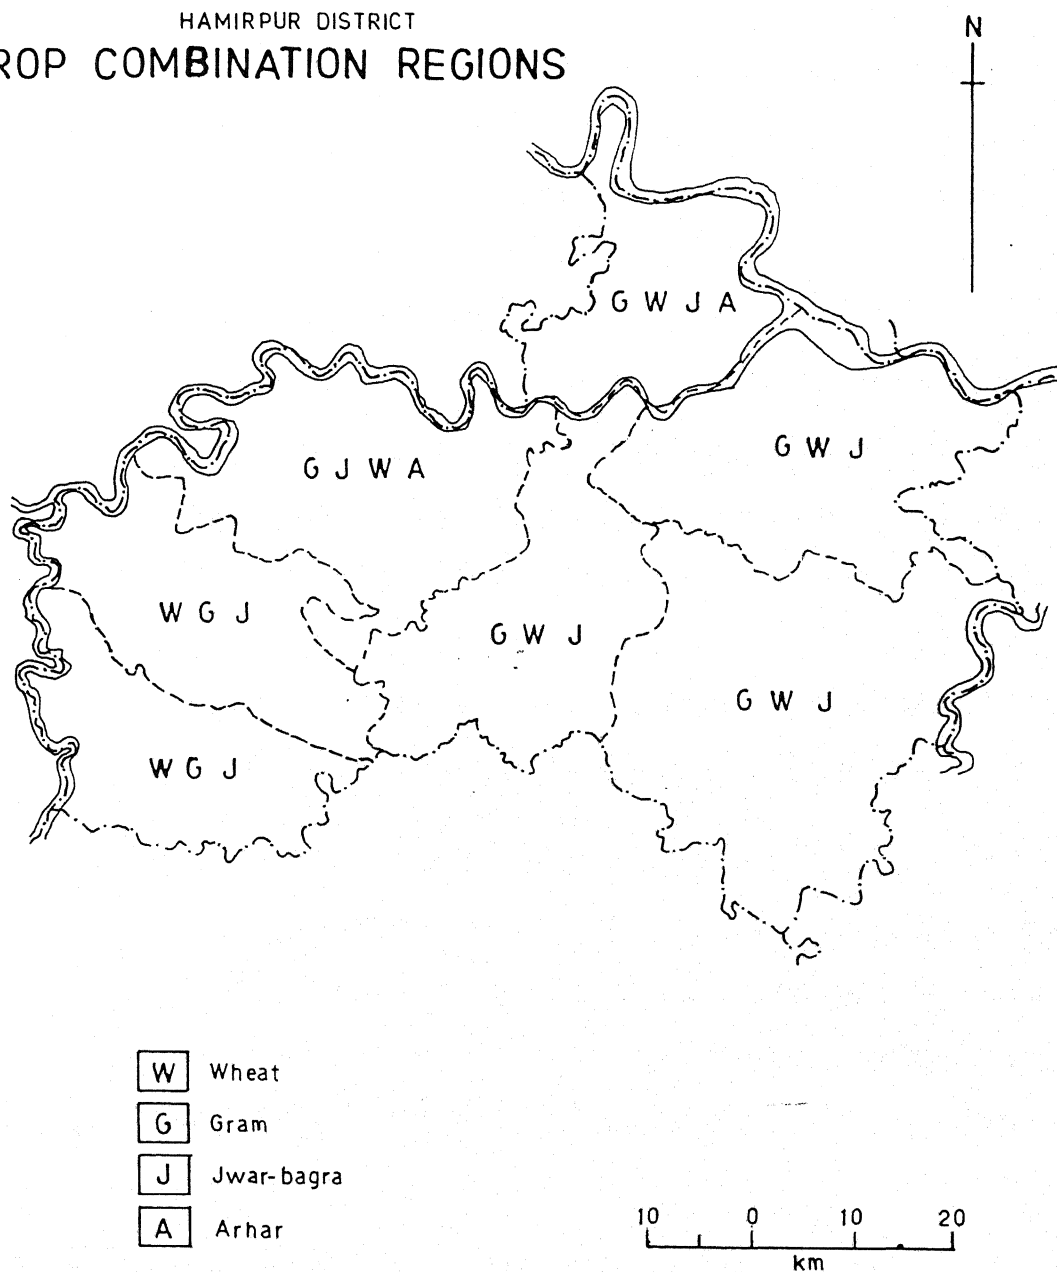 HAMIRPUR DISTRICT
ROP COMBINATION REGIONS
N
G W J A
G W J
G J W A
W G J
G W J
G W J
W G J
W Wheat
G Gram
J Jwar-bagra
A Arhar
10 0 10 20
km